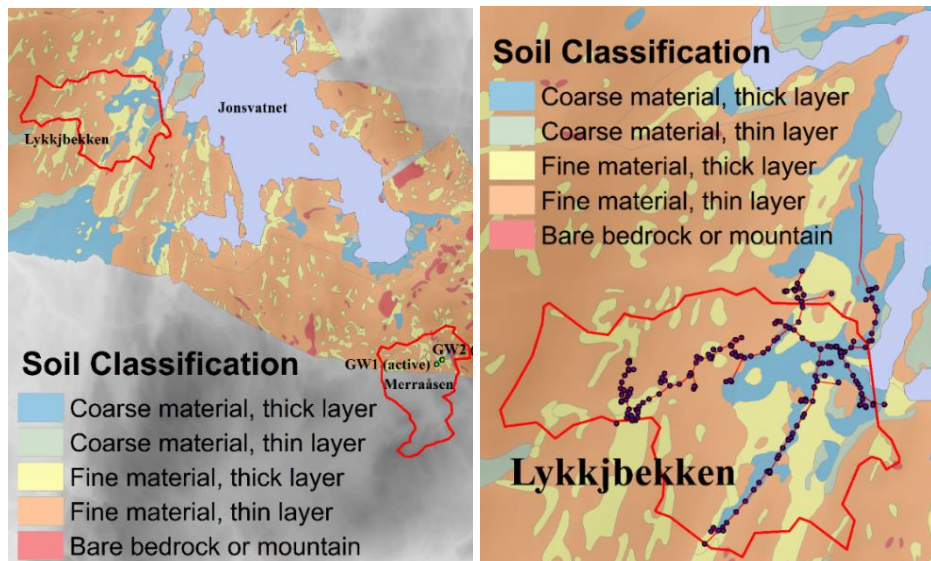 Jonsvatnet
Lykkjbekken
GW2
GW1 (active)
Merraåsen
Soil Classification
Coarse material, thick layer
Coarse material, thin layer
Fine material, thick layer
Fine material, thin layer
Bare bedrock or mountain
Soil Classification
Coarse material, thick layer
Coarse material, thin layer
Fine material, thick layer
Fine material, thin layer
Bare bedrock or mountain
Lykkjbekken